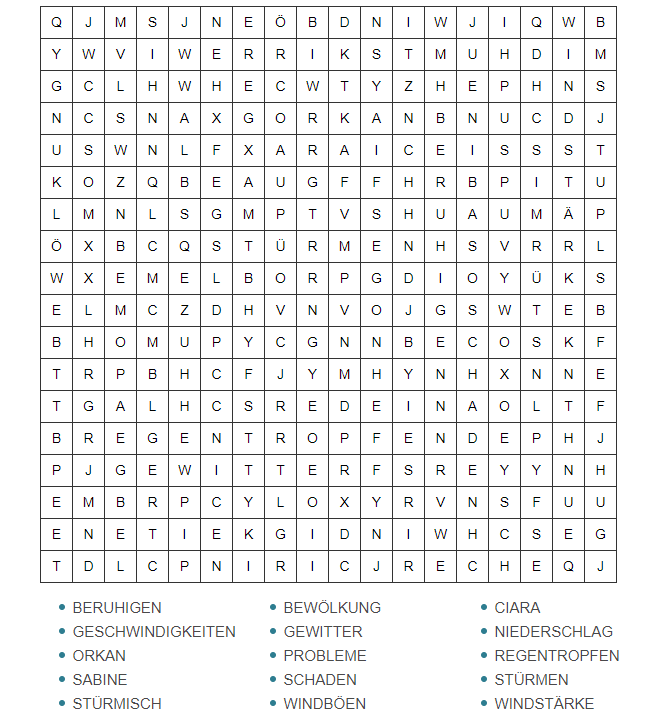 Q J M S J N E Ö B D N I W J I Q W B
Y W V I W E R R I K S T M U H D I M
G C L H W H E C W T Y Z H E P H N S
N C S N A X G O R K A N B N U C D J
U S W N L F X A R A I C E I S S S T
K O Z Q B E A U G F F H R B P I T U
L M N L S G M P T V S H U A U M Ä P
Ö X B C Q S T Ü R M E N H S V R R L
W X E M E L B O R P G D I O Y Ü K S
E L M C Z D H V N V O J G S W T E B
B H O M U P Y C G N N B E C O S K F
T R P B H C F J Y M H Y N H X N N E
T G A L H C S R E D E I N A O L T F
B R E G E N T R O P F E N D E P H J
P J G E W I T T E R F S R E Y Y N H
E M B R P C Y L O X Y R V N S F U U
E N E T I E K G I D N I W H C S E G
T D L C P N I R I C J R E C H E Q J
• BERUHIGEN • BEWÖLKUNG • CIARA
• GESCHWINDIGKEITEN • GEWITTER • NIEDERSCHLAG
• ORKAN • PROBLEME • REGENTROPFEN
• SABINE • SCHADEN • STÜRMEN
• STÜRMISCH • WINDBÖEN • WINDSTÄRKE